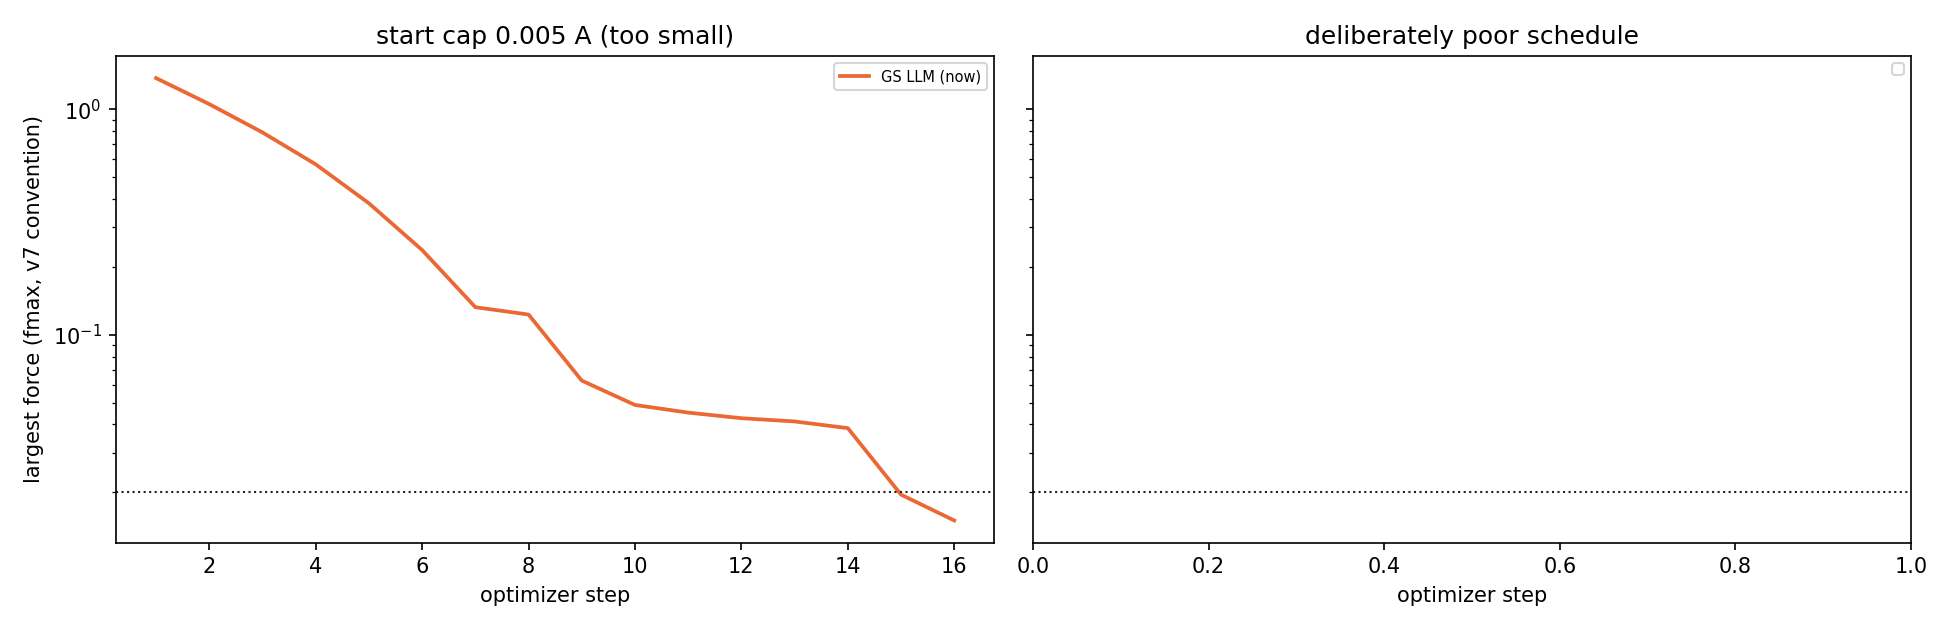 start cap 0.005 A (too small)
deliberately poor schedule
GS LLM (now)
largest force (fmax, v7 convention)
10⁰
10⁻¹
2 4 6 8 10 12 14 16
0.0 0.2 0.4 0.6 0.8 1.0
optimizer step
optimizer step